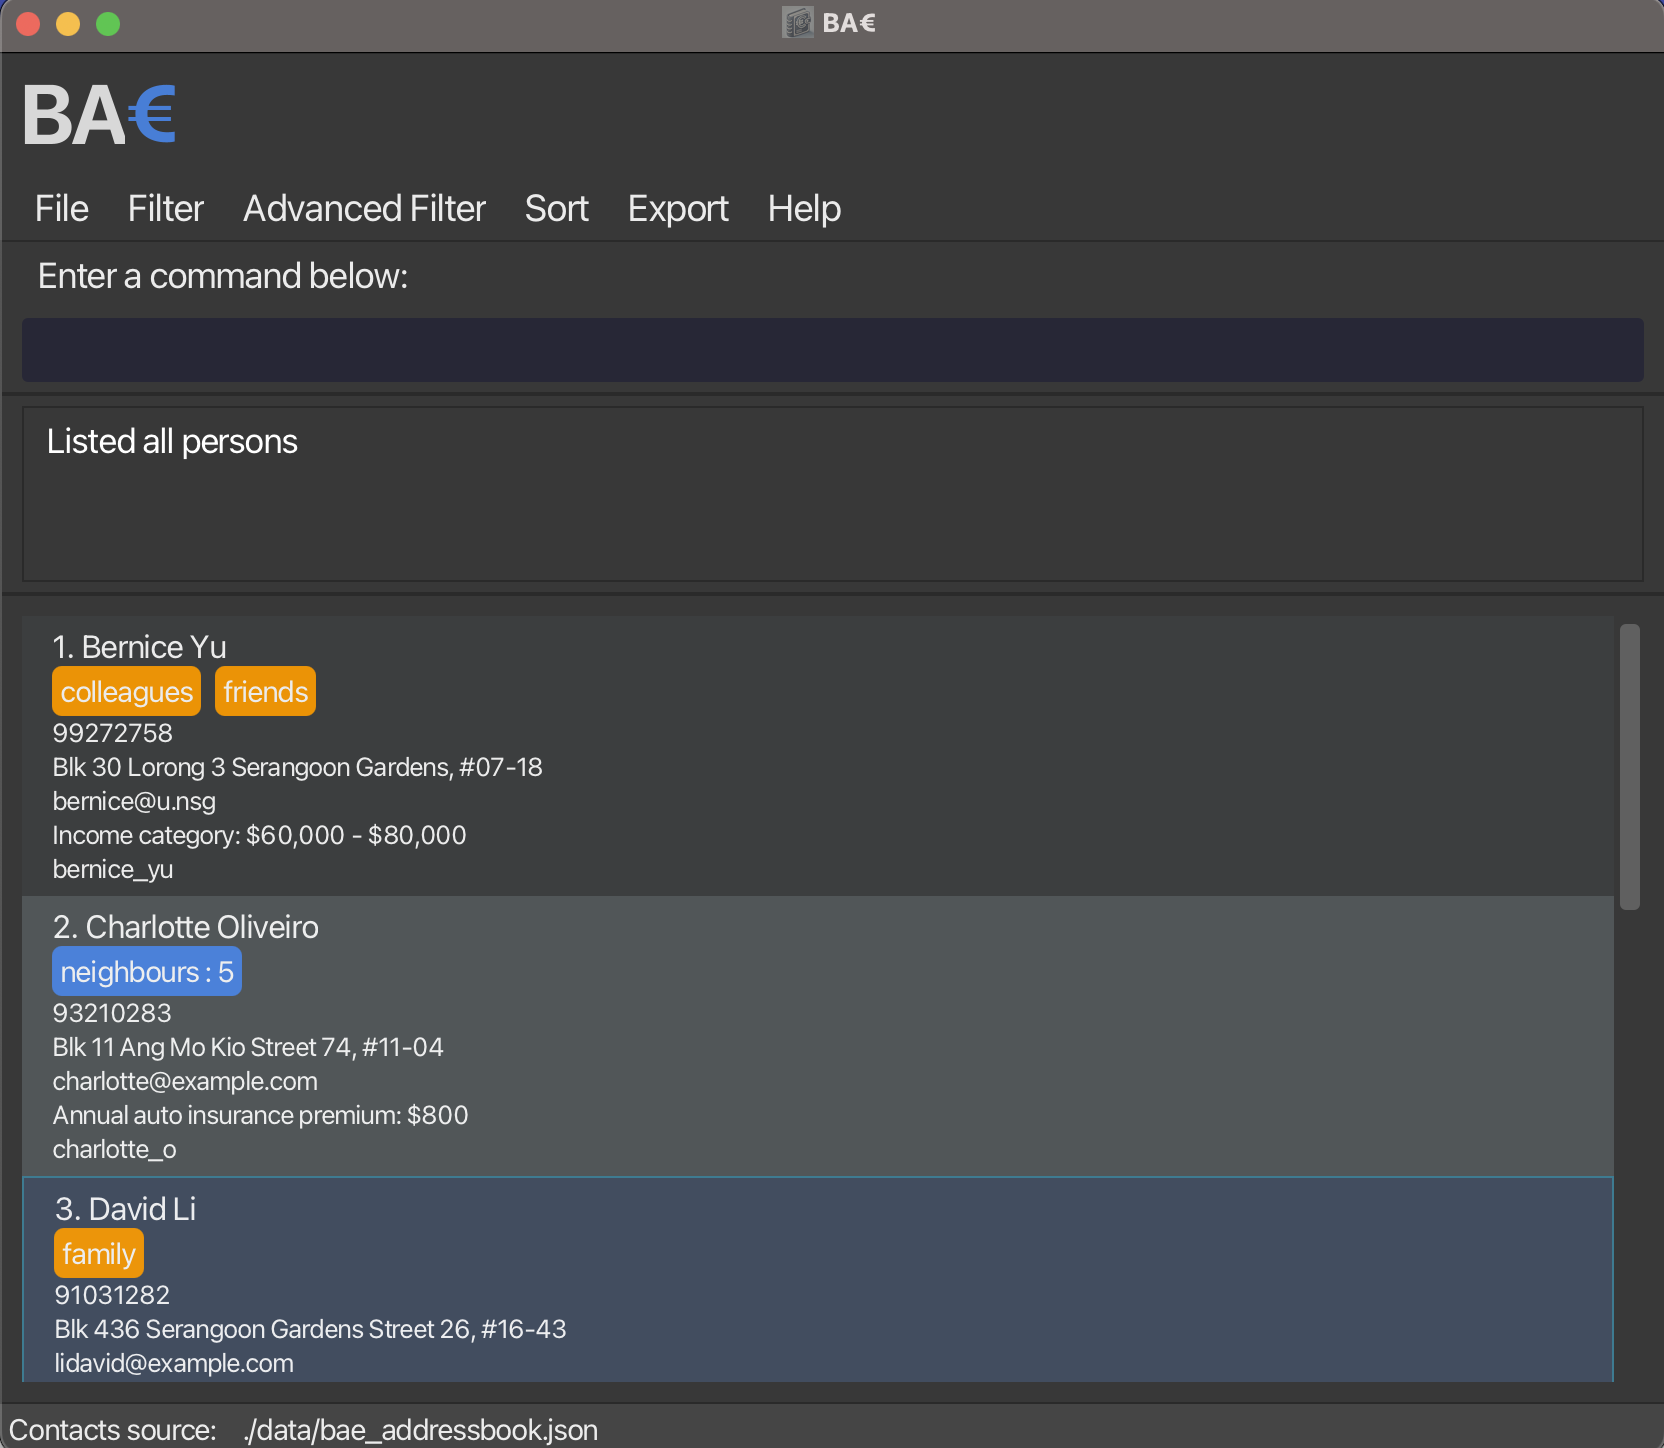 BA€
BA€
File Filter Advanced Filter Sort Export Help
Enter a command below:
Listed all persons
1. Bernice Yu
colleagues friends
99272758
Blk 30 Lorong 3 Serangoon Gardens, #07-18
bernice@u.nsg
Income category: $60,000 - $80,000
bernice_yu
2. Charlotte Oliveiro
neighbours : 5
93210283
Blk 11 Ang Mo Kio Street 74, #11-04
charlotte@example.com
Annual auto insurance premium: $800
charlotte_o
3. David Li
family
91031282
Blk 436 Serangoon Gardens Street 26, #16-43
lidavid@example.com
Contacts source: ./data/bae_addressbook.json